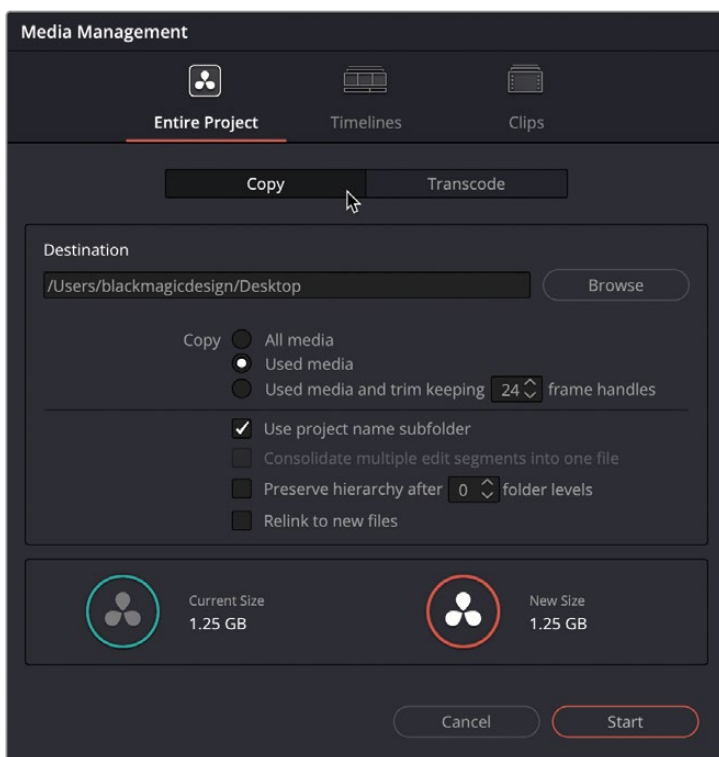 Media Management
Entire Project Timelines Clips
Copy Transcode
Destination
/Users/blackmagicdesign/Desktop Browse
Copy All media
Used media
Used media and trim keeping 24 frame handles
Use project name subfolder
Consolidate multiple edit segments into one file
Preserve hierarchy after 0 folder levels
Relink to new files
Current Size New Size
1.25 GB 1.25 GB
Cancel Start